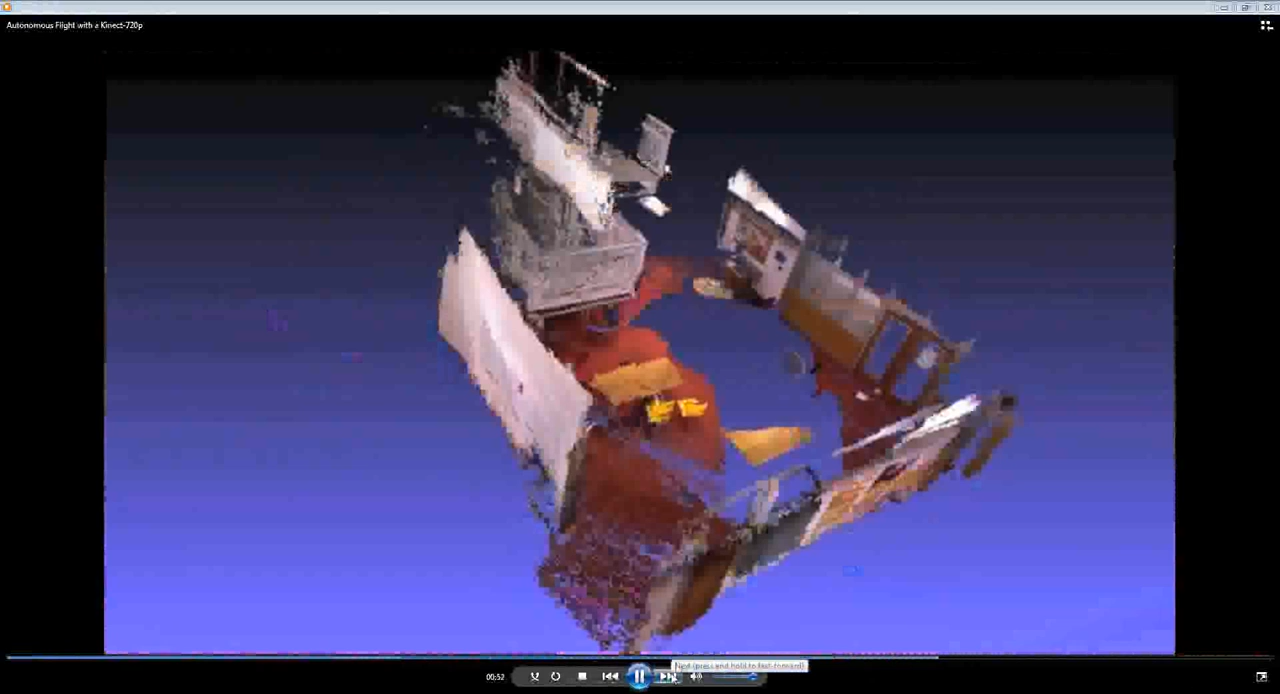 Autonomous Flight with a Kinect-720p
00:52
Next (press and hold to fast-forward)